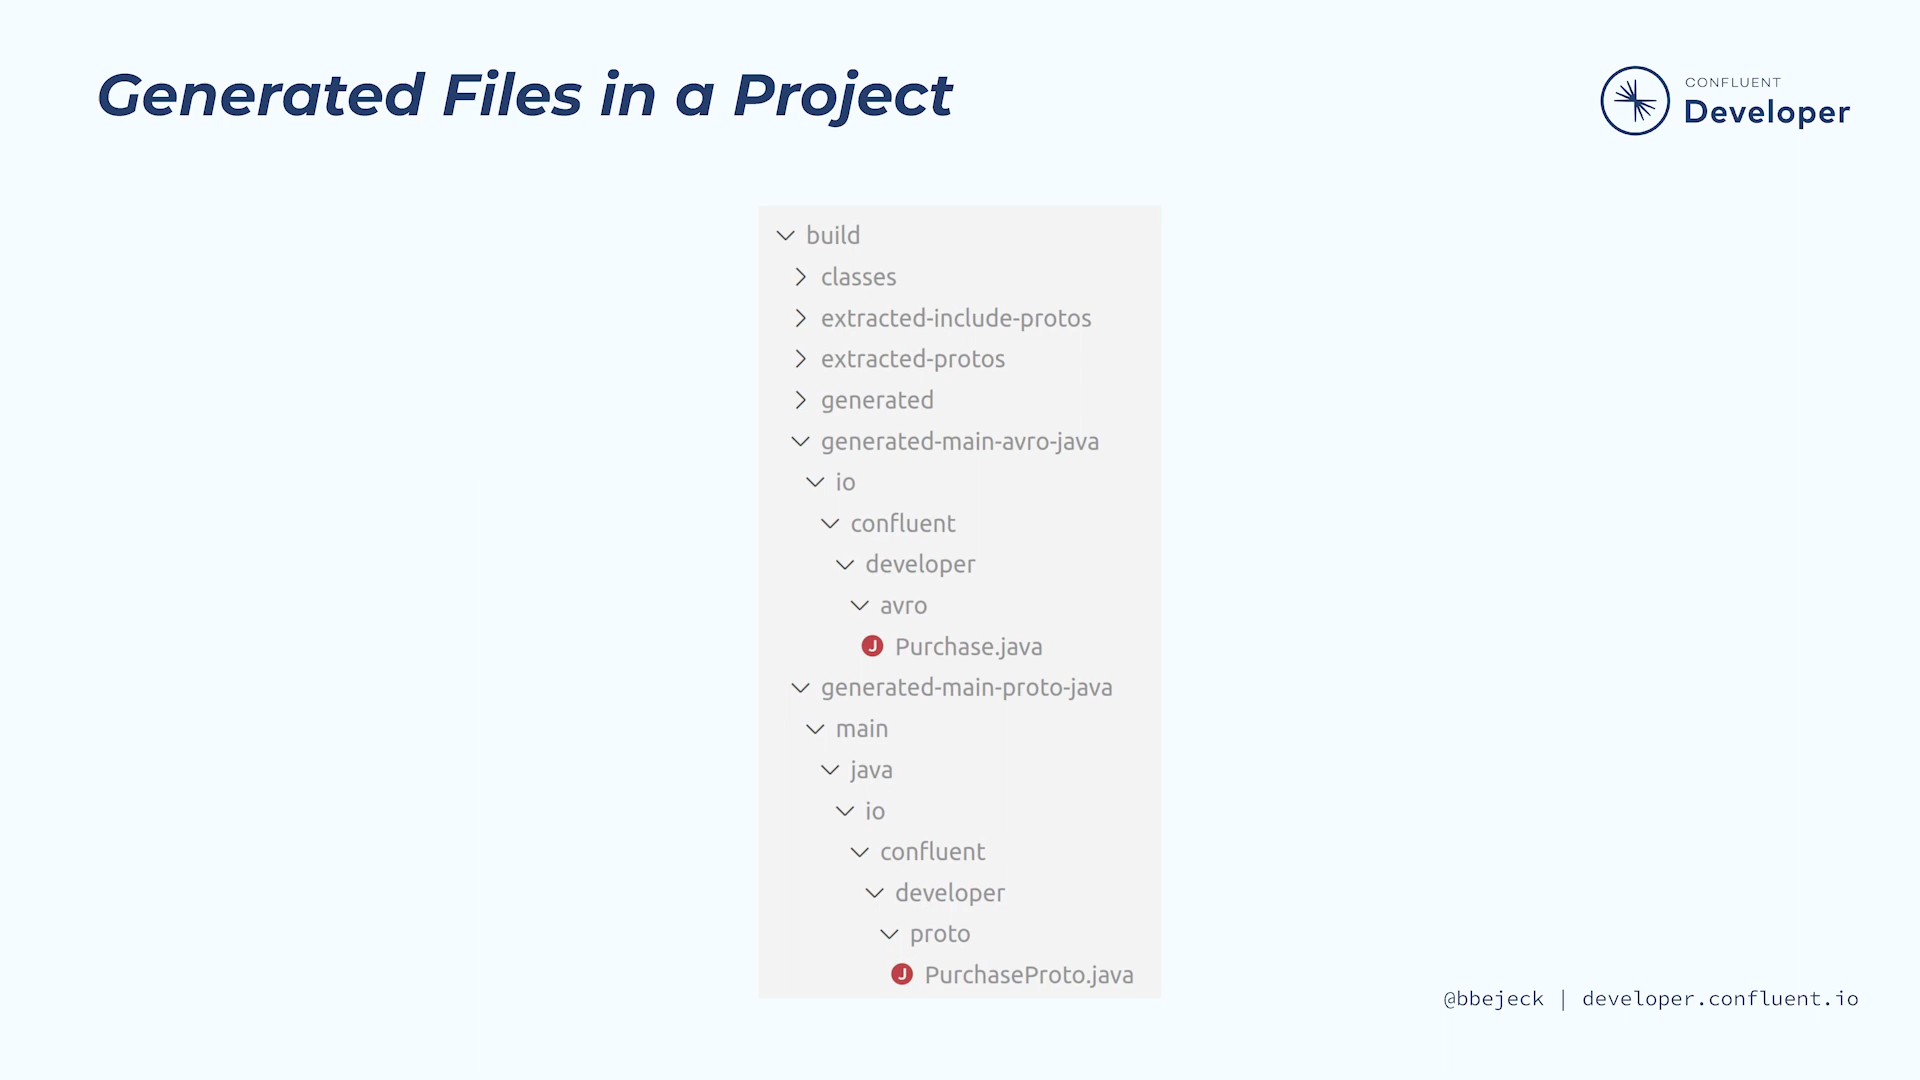 Generated Files in a Project
CONFLUENT
Developer
build
classes
extracted-include-protos
extracted-protos
generated
generated-main-avro-java
io
confluent
developer
avro
J Purchase.java
generated-main-proto-java
main
java
io
confluent
developer
proto
J PurchaseProto.java
@bbejeck | developer.confluent.io